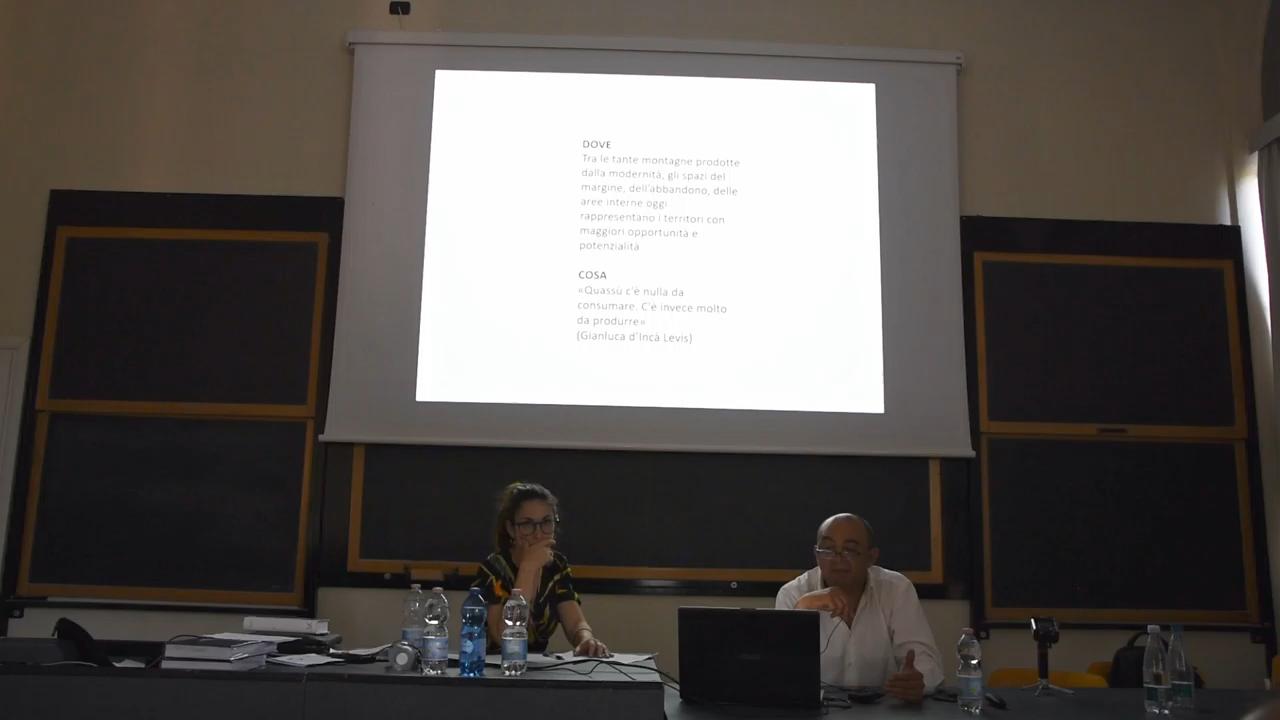 DOVE
Tra le tante montagne prodotte
dalla modernità, gli spazi del
margine, dell'abbandono, delle
aree interne oggi
rappresentano i territori con
maggiori opportunità e
potenzialità
COSA
«Quassù c'è nulla da
consumare. C'è invece molto
da produrre»
(Gianluca d'Incà Levis)